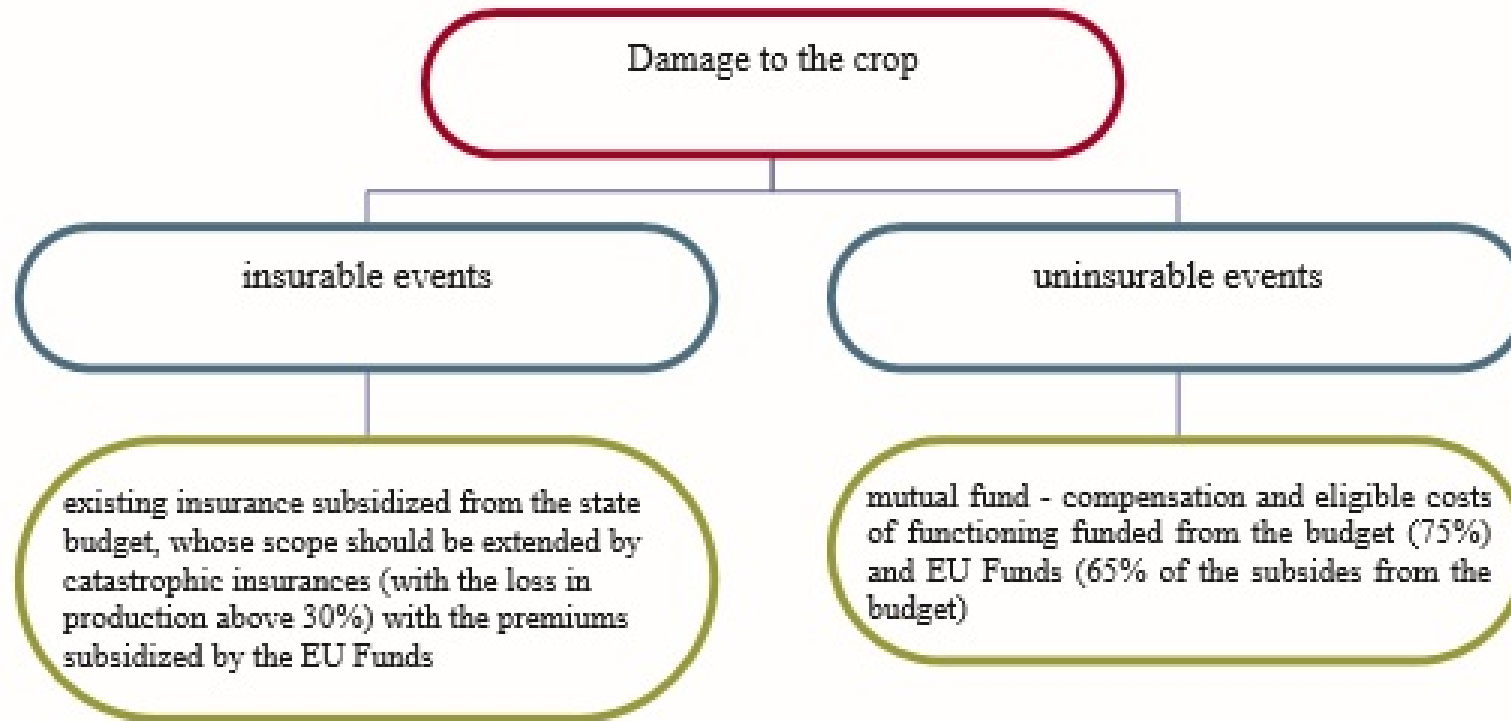 Damage to the crop
insurable events
uninsurable events
existing insurance subsidized from the state
budget, whose scope should be extended by
catastrophic insurances (with the loss in
production above 30%) with the premiums
subsidized by the EU Funds
mutual fund - compensation and eligible costs
of functioning funded from the budget (75%)
and EU Funds (65% of the subsides from the
budget)